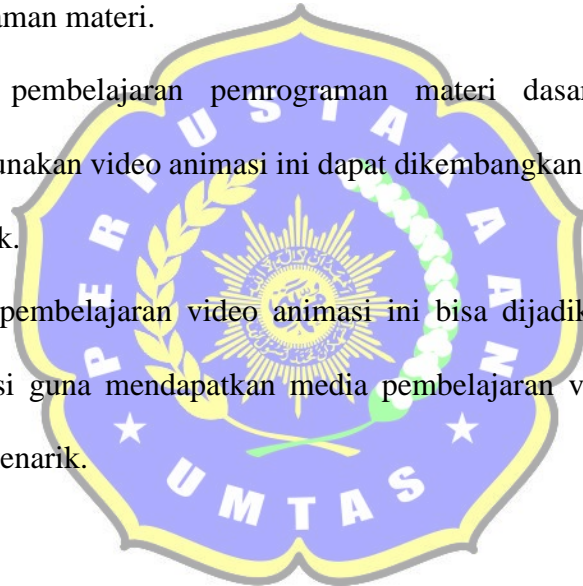 aman materi.
pembelajaran pemrograman materi dasar
unakan video animasi ini dapat dikembangkan
k.
pembelajaran video animasi ini bisa dijadik
si guna mendapatkan media pembelajaran v
enarik.
PERPUSTAKAAN
UMTAS